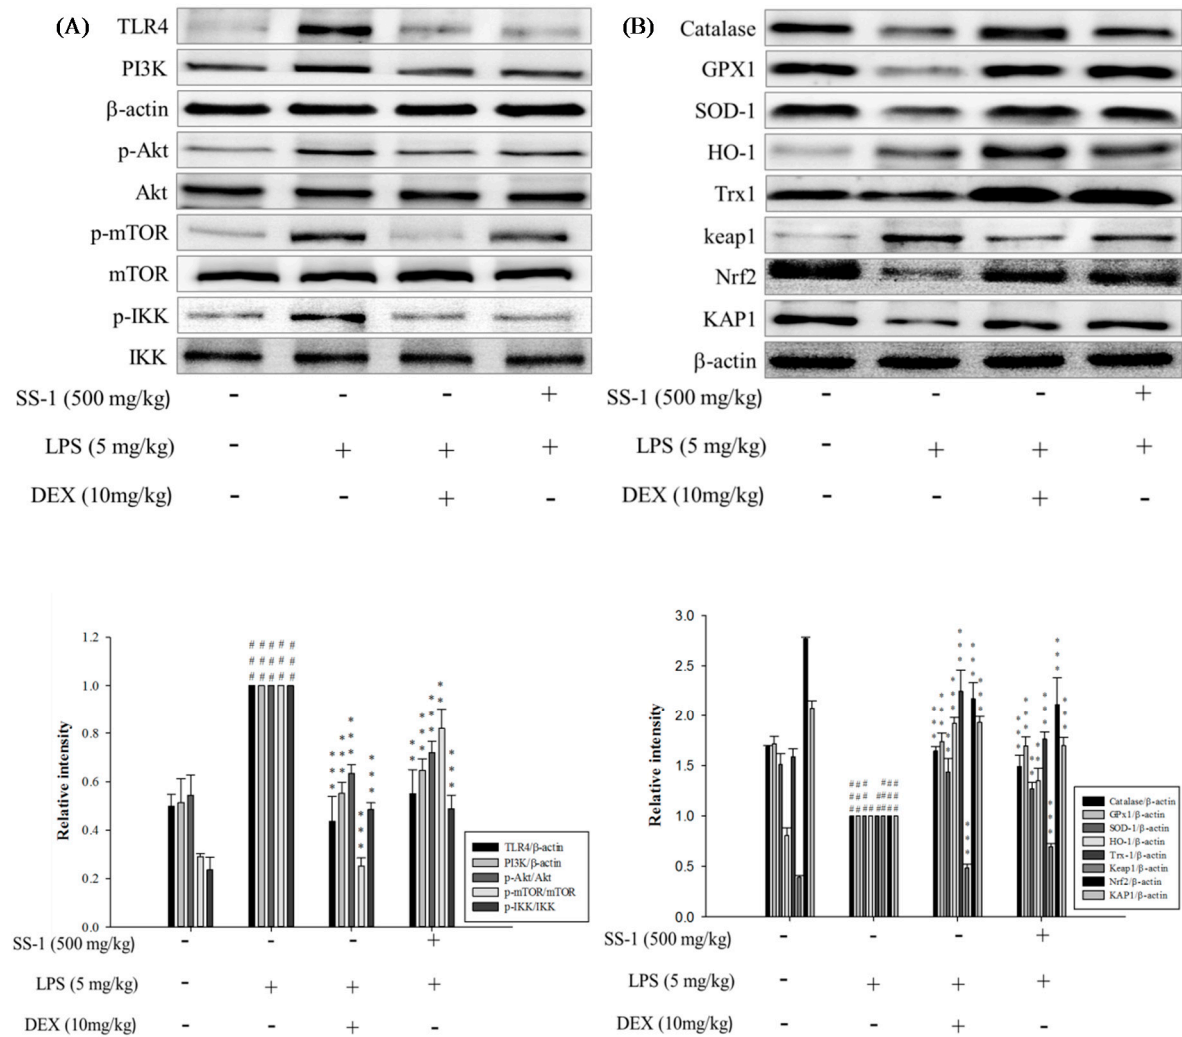 (A)
TLR4
PI3K
β-actin
p-Akt
Akt
p-mTOR
mTOR
p-IKK
IKK
SS-1 (500 mg/kg) - - - +
LPS (5 mg/kg) - + + +
DEX (10mg/kg) - - + -
(B)
Catalase
GPX1
SOD-1
HO-1
Trx1
keap1
Nrf2
KAP1
β-actin
SS-1 (500 mg/kg) - - - +
LPS (5 mg/kg) - + + +
DEX (10mg/kg) - - + -
Relative intensity
1.2
1.0
0.8
0.6
0.4
0.2
0.0
# # # # #
# # # # #
# # # # #
TLR4/β-actin
PI3K/β-actin
p-Akt/Akt
p-mTOR/mTOR
p-IKK/IKK
SS-1 (500 mg/kg) - - - +
LPS (5 mg/kg) - + + +
DEX (10mg/kg) - - + -
Relative intensity
3.0
2.5
2.0
1.5
1.0
0.5
0.0
Catalase/β-actin
GPx1/β-actin
SOD-1/β-actin
HO-1/β-actin
Trx-1/β-actin
Keap1/β-actin
Nrf2/β-actin
KAP1/β-actin
SS-1 (500 mg/kg) - - - +
LPS (5 mg/kg) - + + +
DEX (10mg/kg) - - + -